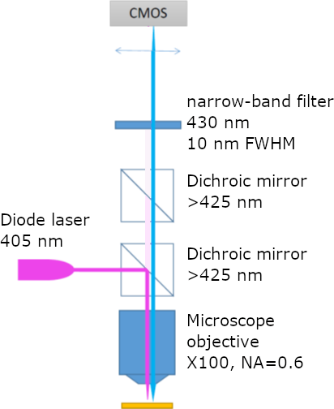 CMOS
narrow-band filter
430 nm
10 nm FWHM
Dichroic mirror
>425 nm
Diode laser
405 nm
Dichroic mirror
>425 nm
Microscope
objective
X100, NA=0.6